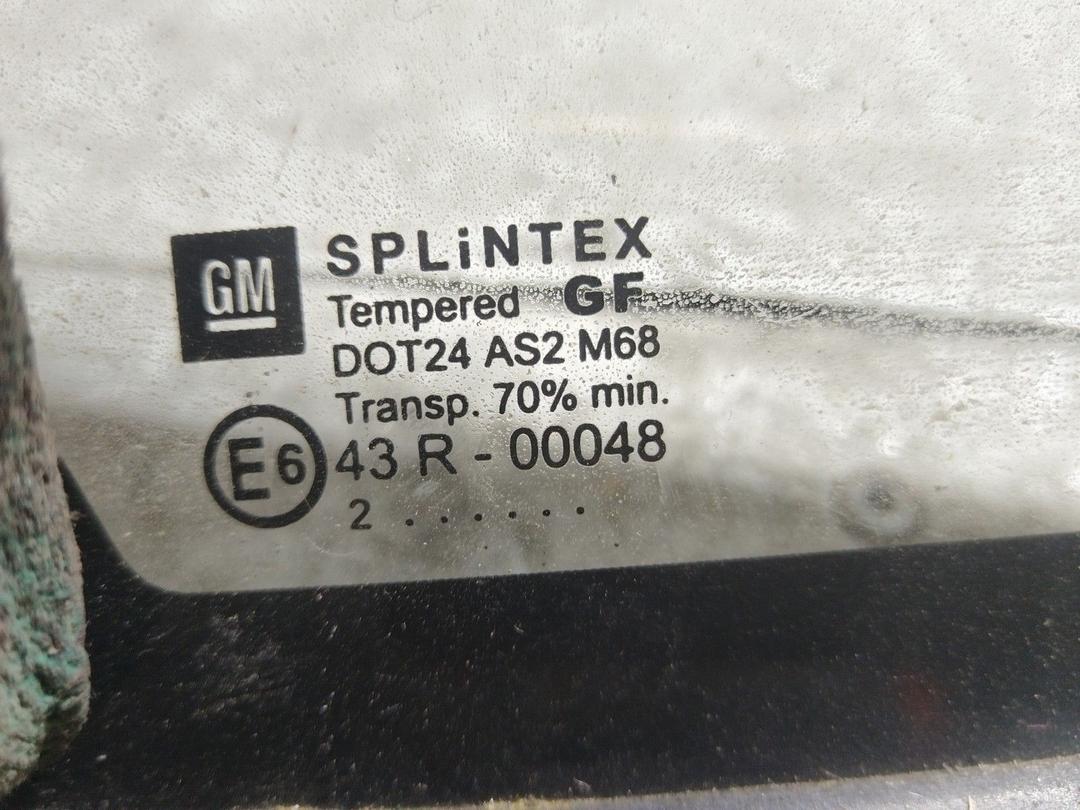 GM
SPLiNTEX
Tempered GF
DOT24 AS2 M68
Transp. 70% min.
E6 43 R - 00048
2 . . . . . .